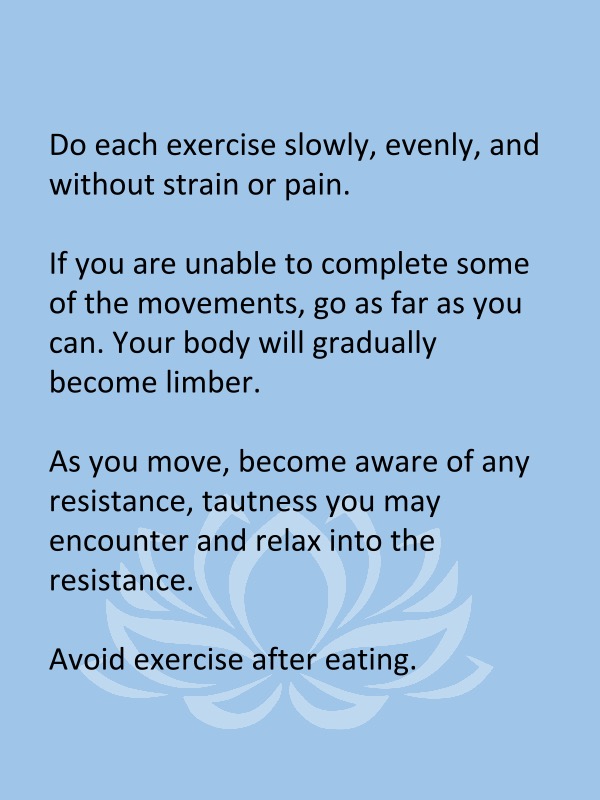 Do each exercise slowly, evenly, and
without strain or pain.
If you are unable to complete some
of the movements, go as far as you
can. Your body will gradually
become limber.
As you move, become aware of any
resistance, tautness you may
encounter and relax into the
resistance.
Avoid exercise after eating.